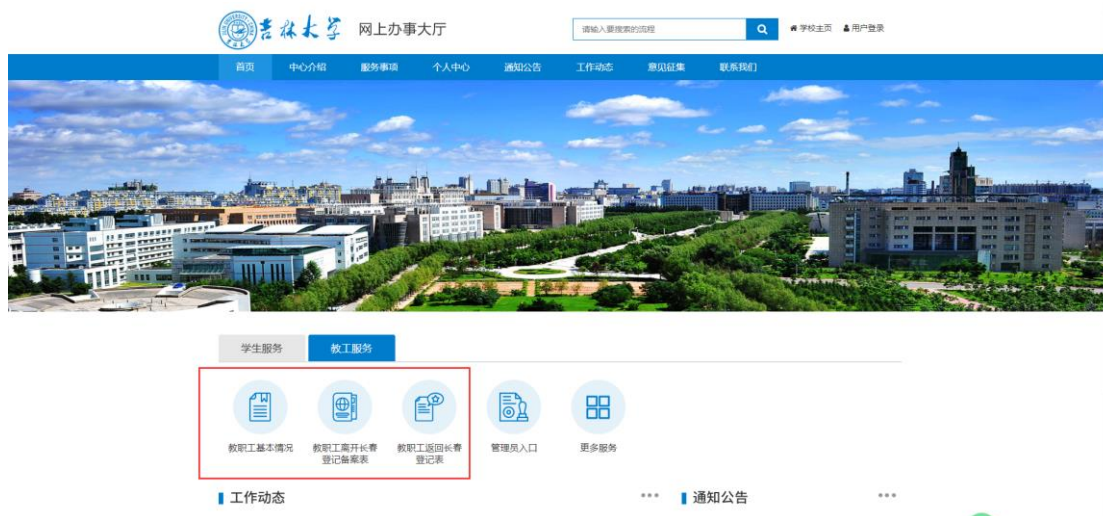 吉林大学 网上办事大厅
请输入要搜索的流程
学校主页 用户登录
首页 中心介绍 服务事项 个人中心 通知公告 工作动态 意见征集 联系我们
学生服务 教工服务
教职工基本情况
教职工离开长春
登记备案表
教职工返回长春
登记表
管理员入口
更多服务
工作动态
通知公告